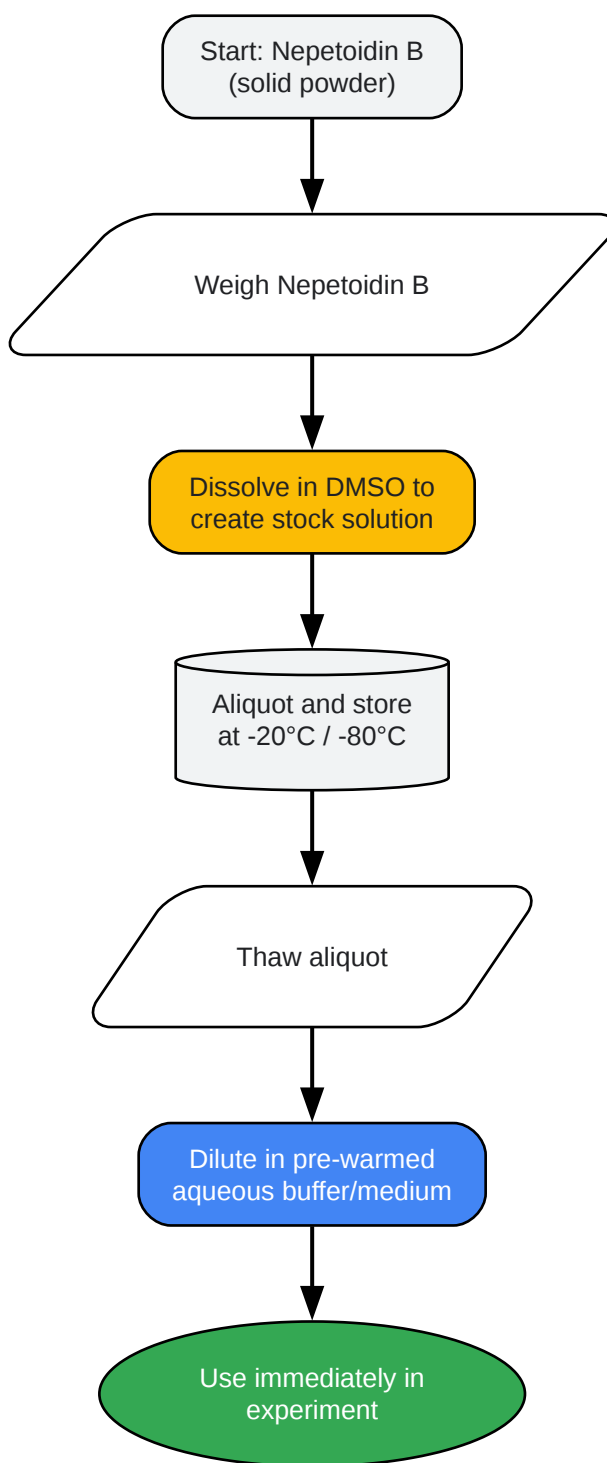 Start: Nepetoidin B
(solid powder)
Weigh Nepetoidin B
Dissolve in DMSO to
create stock solution
Aliquot and store
at -20°C / -80°C
Thaw aliquot
Dilute in pre-warmed
aqueous buffer/medium
Use immediately in
experiment